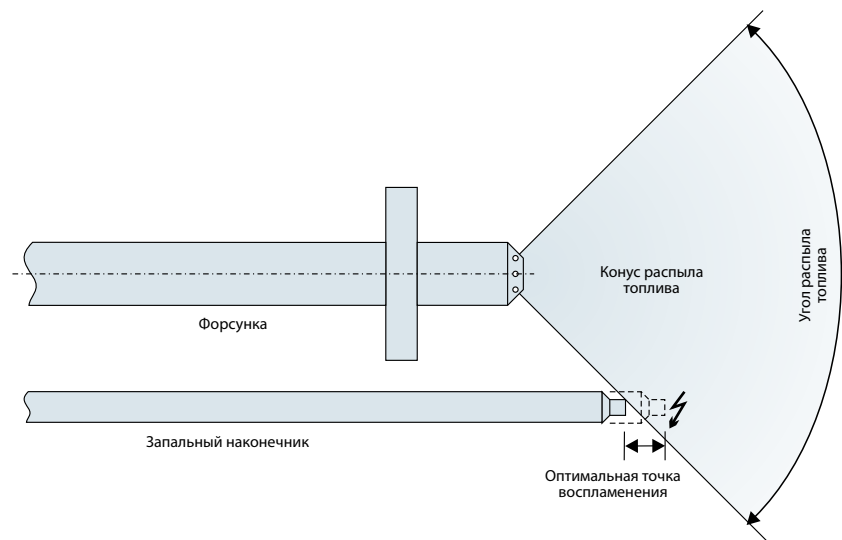 Форсунка
Конус распыла
топлива
Угол распыла
топлива
Запальный наконечник
Оптимальная точка
воспламенения